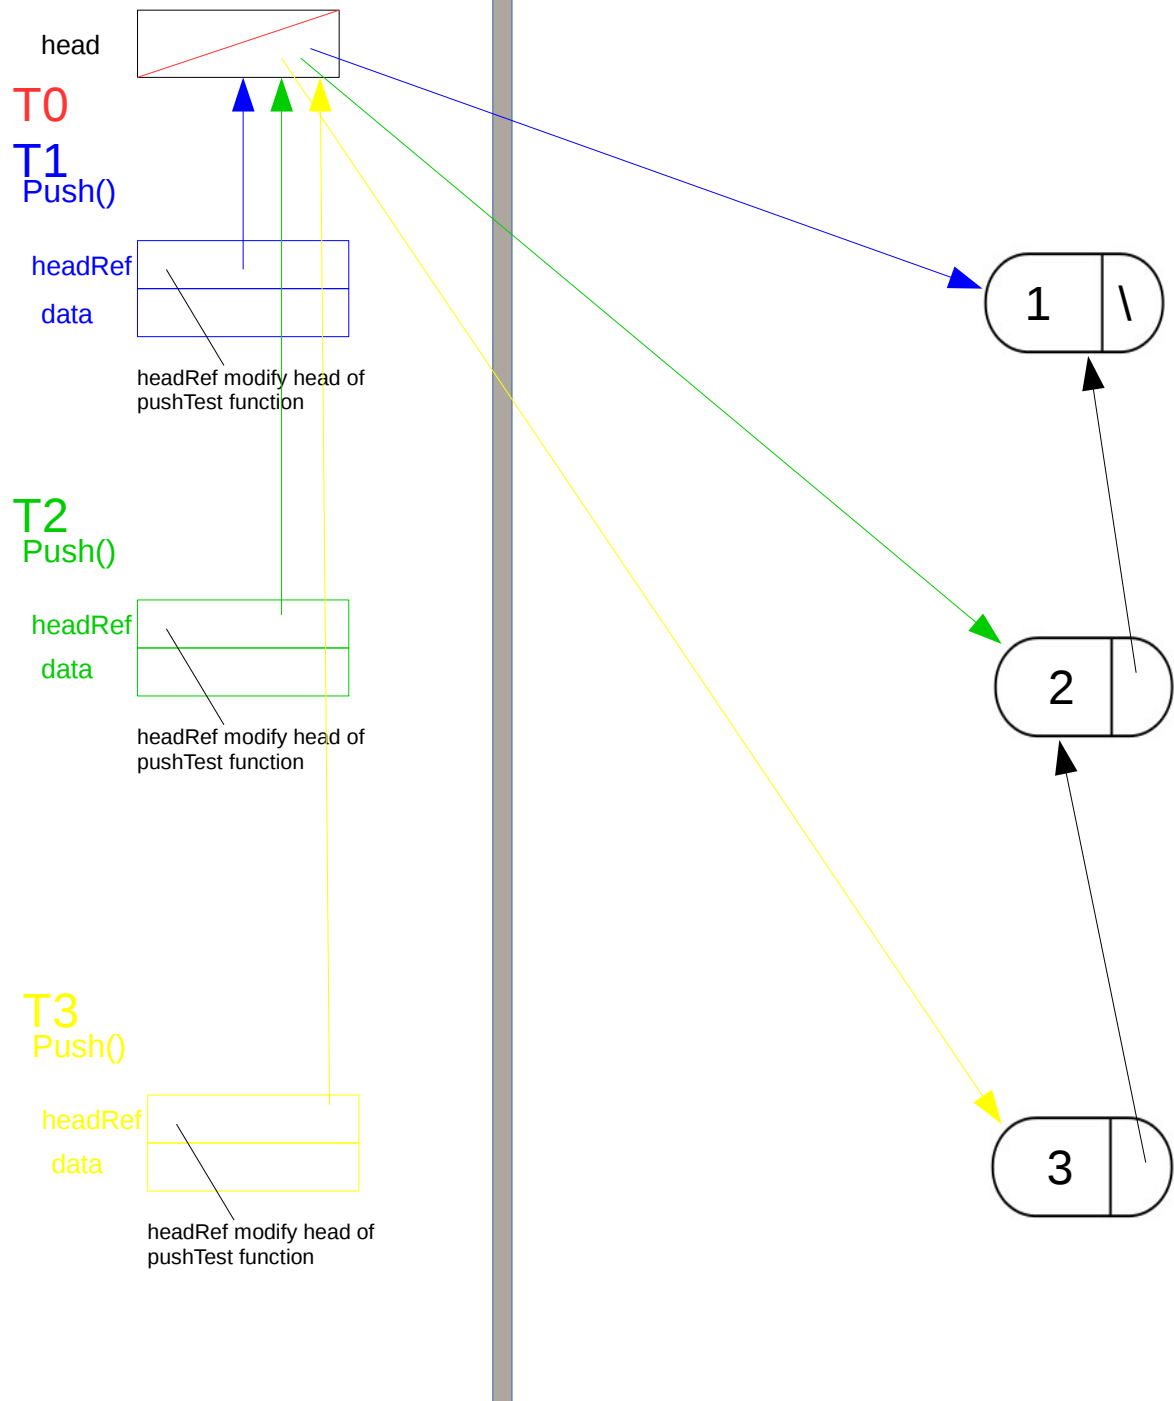 head
T0
T1
Push()
headRef
data
1 \
headRef modify head of
pushTest function
T2
Push()
headRef
data
2
headRef modify head of
pushTest function
T3
Push()
headRef
data
3
headRef modify head of
pushTest function